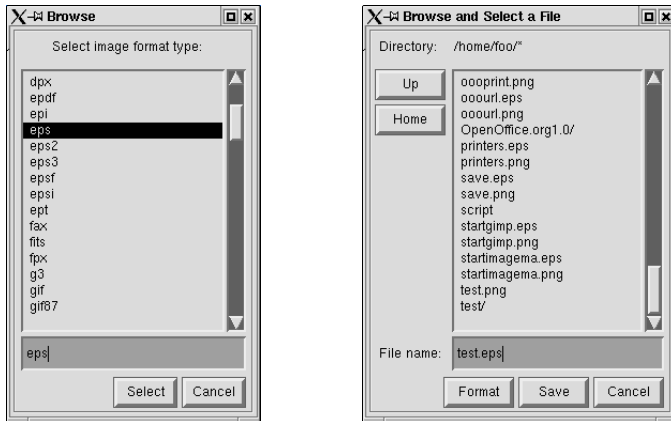 Browse
Select image format type:
dpx
epdf
epi
eps
eps2
eps3
epsf
epsi
ept
fax
fits
fpx
g3
gif
gif87
eps
Select Cancel
Browse and Select a File
Directory: /home/foo/*
Up
Home
oooprint.png
ooourl.eps
ooourl.png
OpenOffice.org1.0/
printers.eps
printers.png
save.eps
save.png
script
startgimp.eps
startgimp.png
startimagema.eps
startimagema.png
test.png
test/
File name: test.eps
Format Save Cancel